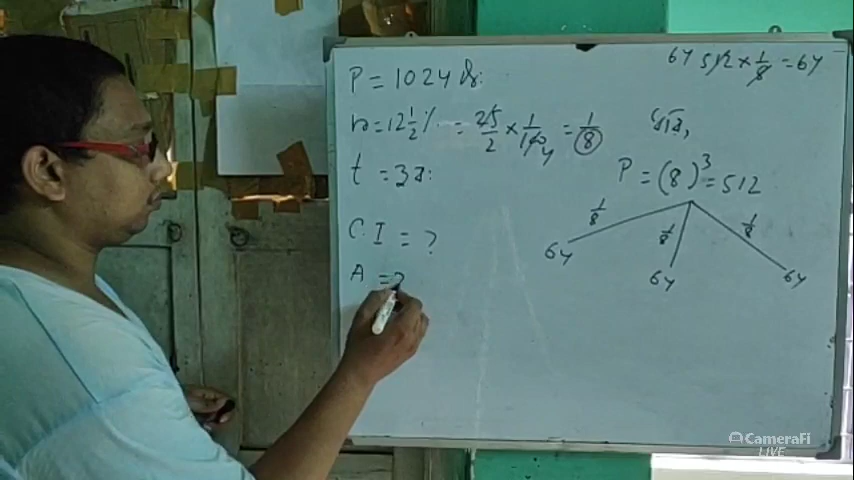 P = 1024 रु.
r = 12 1/2 % = 25/2 × 1/100 4 = 1/8
t = 3 व.
C.I = ?
A = ?
64 512 × 1/8 = 64
P = (8)³ = 512
1/8 1/8 1/8
64 64 64
CameraFi
LIVE